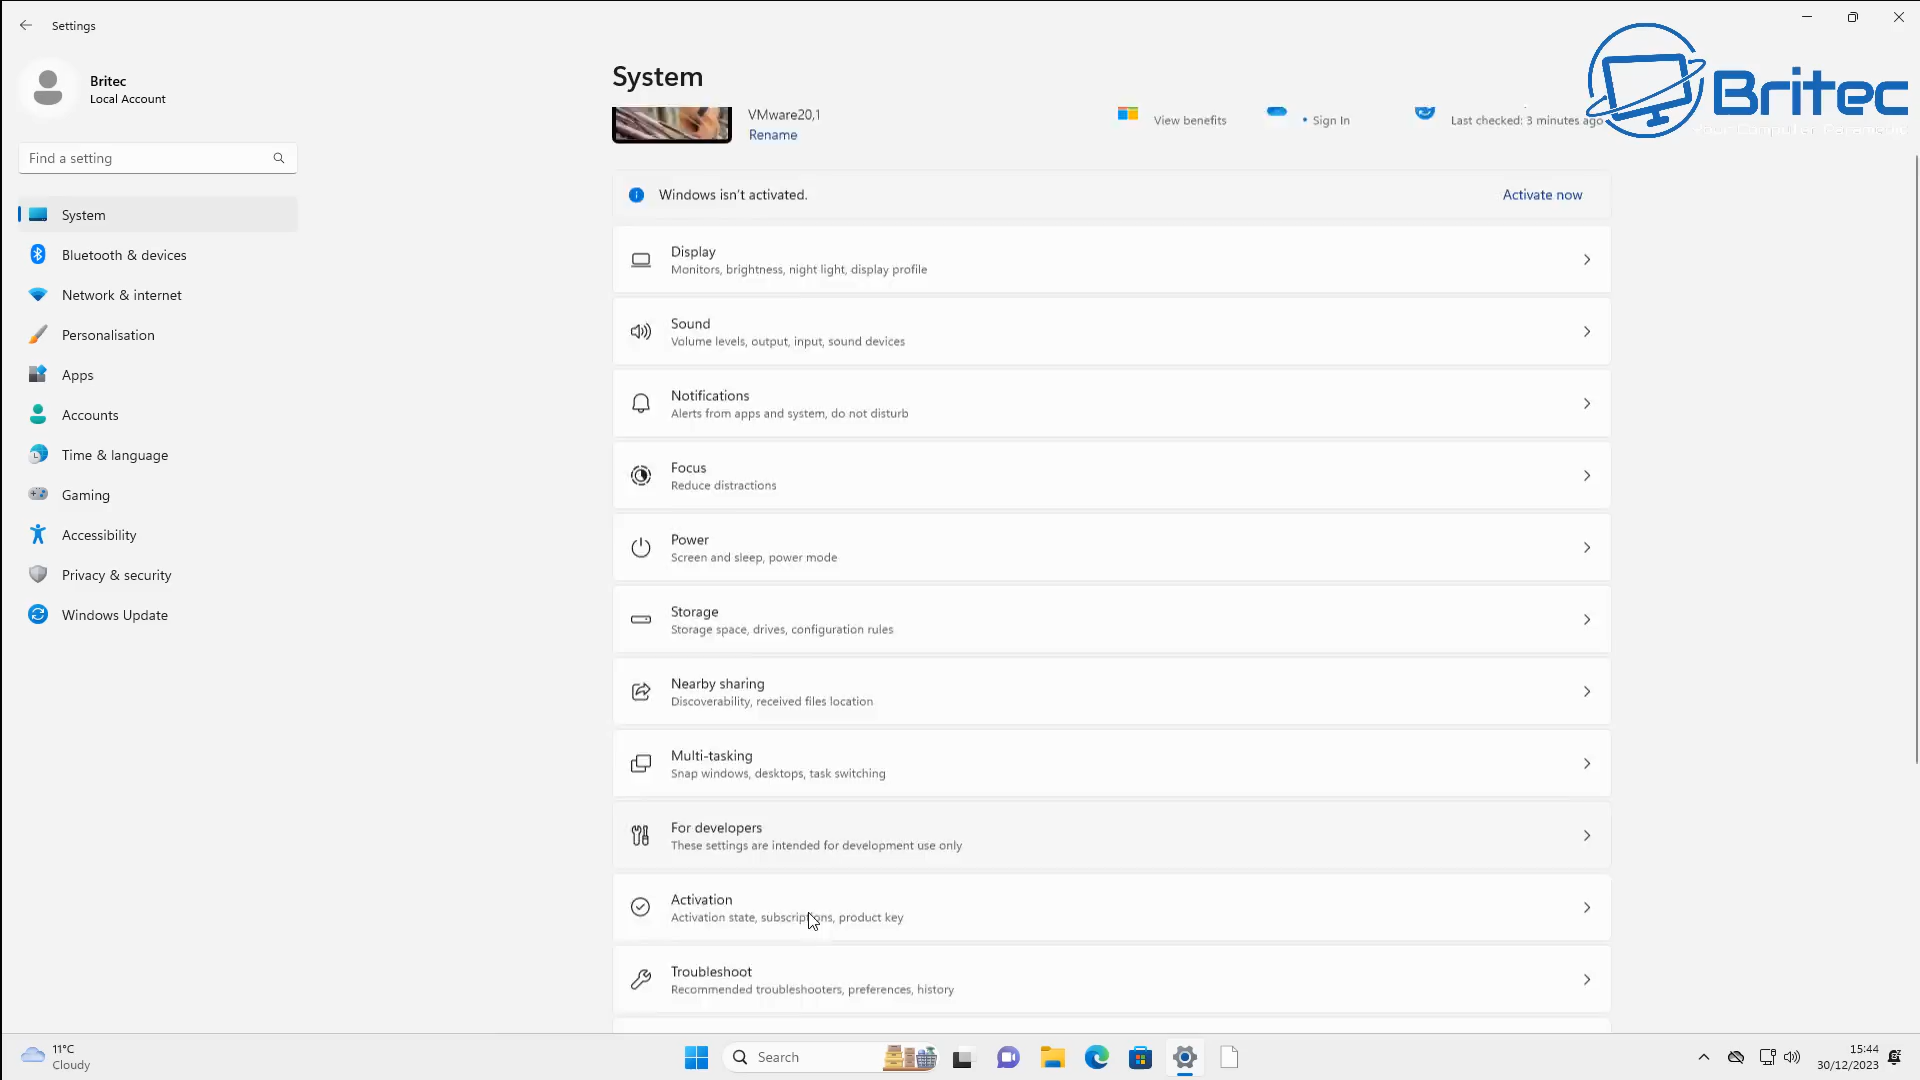 Settings
Britec
Local Account
Find a setting
System
Bluetooth & devices
Network & internet
Personalisation
Apps
Accounts
Time & language
Gaming
Accessibility
Privacy & security
Windows Update
System
VMware20,1
Rename
View benefits
• Sign In
Last checked: 3 minutes ago
Britec
Windows isn't activated.
Activate now
Display
Monitors, brightness, night light, display profile
Sound
Volume levels, output, input, sound devices
Notifications
Alerts from apps and system, do not disturb
Focus
Reduce distractions
Power
Screen and sleep, power mode
Storage
Storage space, drives, configuration rules
Nearby sharing
Discoverability, received files location
Multi-tasking
Snap windows, desktops, task switching
For developers
These settings are intended for development use only
Activation
Activation state, subscriptions, product key
Troubleshoot
Recommended troubleshooters, preferences, history
11°C
Cloudy
Search
15:44
30/12/2023